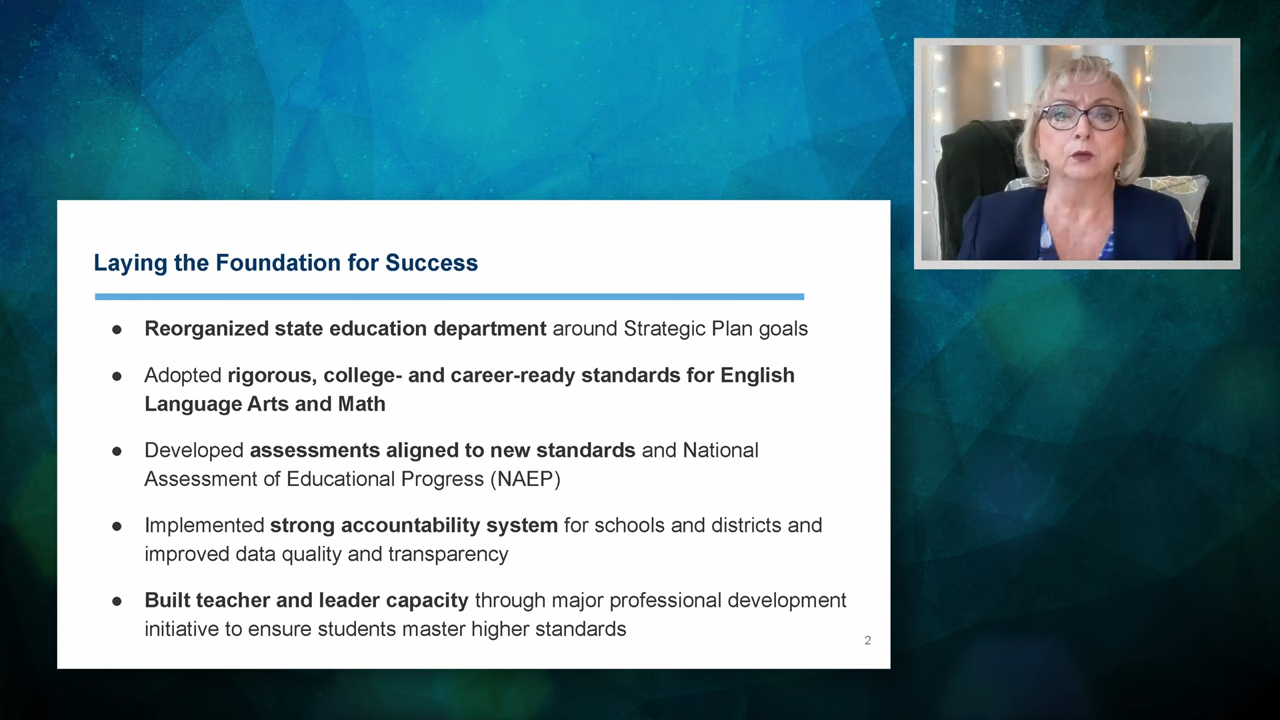 Laying the Foundation for Success
● Reorganized state education department around Strategic Plan goals
● Adopted rigorous, college- and career-ready standards for English
Language Arts and Math
● Developed assessments aligned to new standards and National
Assessment of Educational Progress (NAEP)
● Implemented strong accountability system for schools and districts and
improved data quality and transparency
● Built teacher and leader capacity through major professional development
initiative to ensure students master higher standards
2